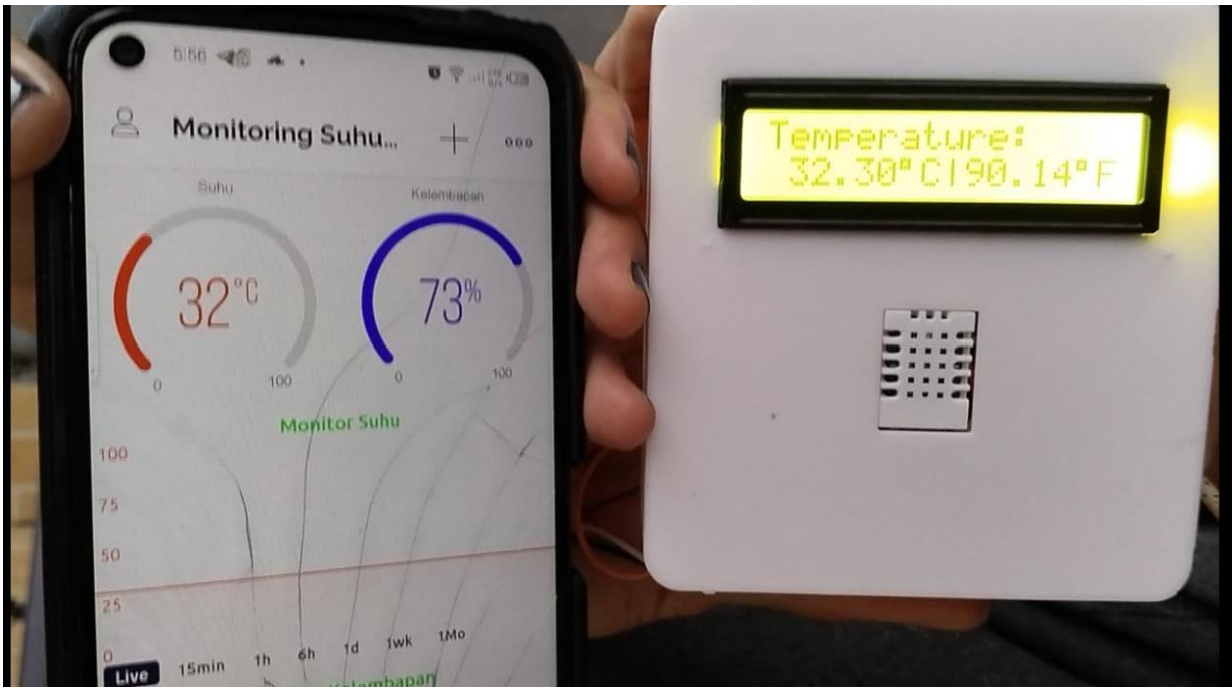 5:56
Monitoring Suhu...
Suhu
Kelembapan
32°C
73%
0
100
0
100
Monitor Suhu
100
75
50
25
0
Live
15min
1h
6h
1d
1wk
1Mo
Kelembapan
Temperature:
32.30°C|90.14°F